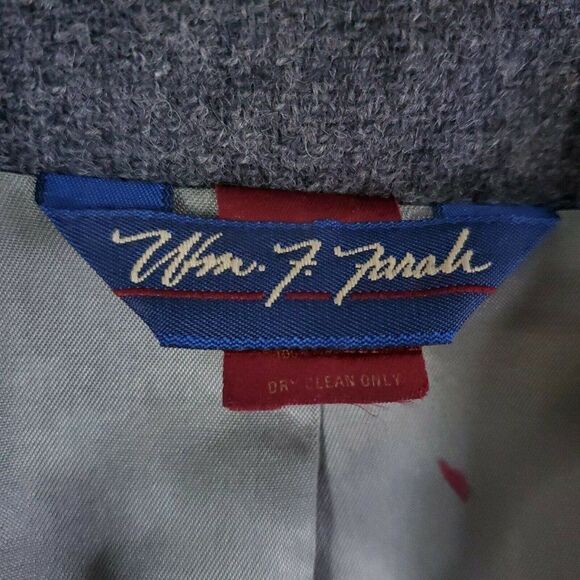 Wm. F. Farah
DRY CLEAN ONLY